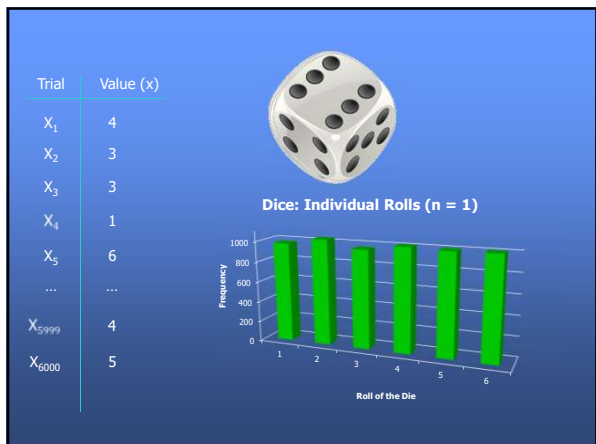 Trial Value (x)
X₁ 4
X₂ 3
X₃ 3
X₄ 1
X₅ 6
... ...
X₅₉₉₉ 4
X₆₀₀₀ 5
Dice: Individual Rolls (n = 1)
Frequency
1000
800
600
400
200
0
1 2 3 4 5 6
Roll of the Die